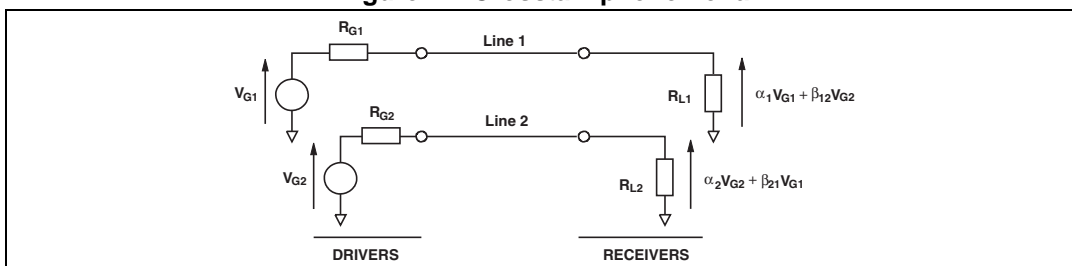 R_G1
Line 1
V_G1
R_L1
α₁V_G1 + β₁₂V_G2
R_G2
Line 2
V_G2
R_L2
α₂V_G2 + β₂₁V_G1
DRIVERS
RECEIVERS